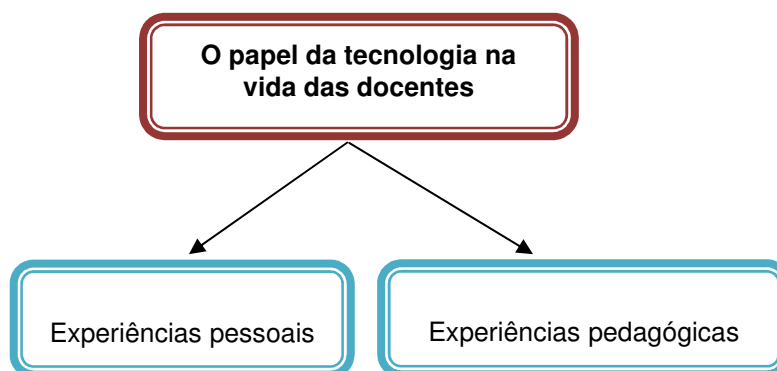 O papel da tecnologia na
vida das docentes
Experiências pessoais
Experiências pedagógicas